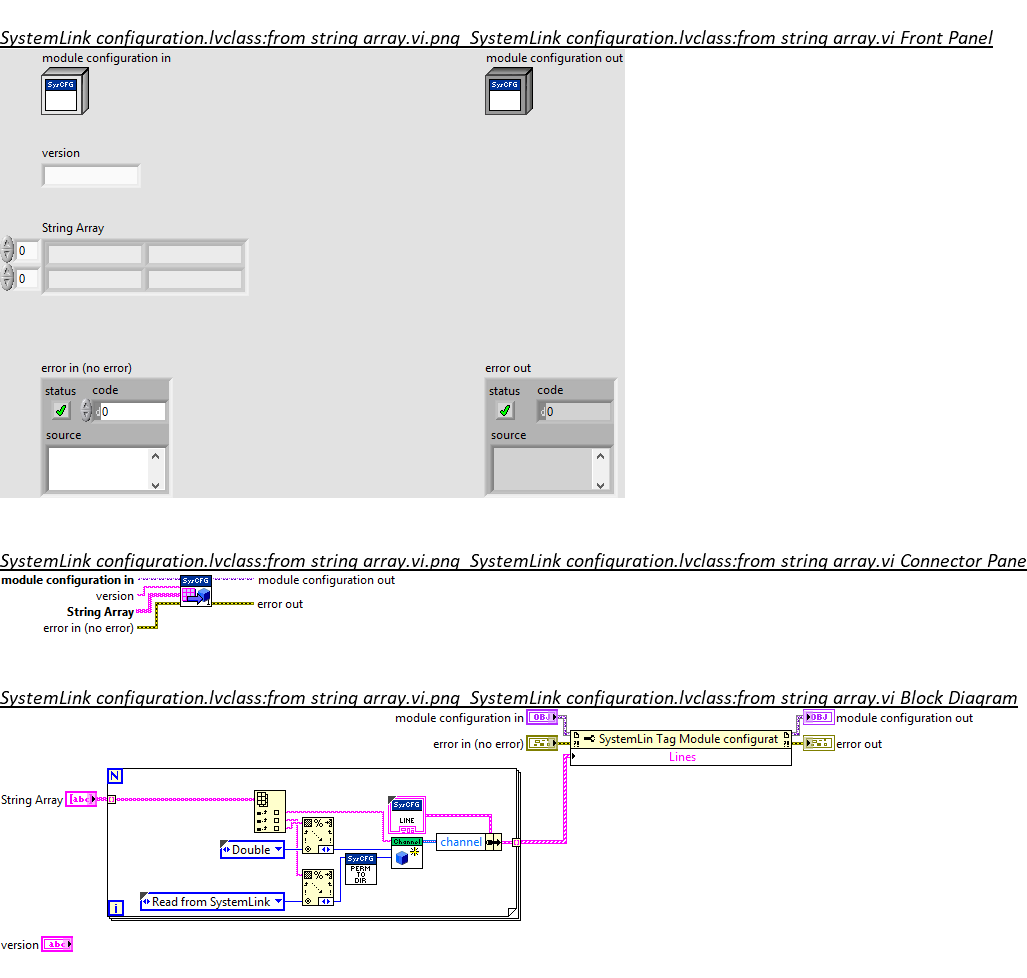 SystemLink configuration.lvclass:from string array.vi.png SystemLink configuration.lvclass:from string array.vi Front Panel
module configuration in
module configuration out
SysCFG
SysCFG
version
String Array
0
0
error in (no error)
error out
status code
status code
d0
d0
source
source
SystemLink configuration.lvclass:from string array.vi.png SystemLink configuration.lvclass:from string array.vi Connector Pane
module configuration in
SysCFG
module configuration out
version
String Array
error out
error in (no error)
SystemLink configuration.lvclass:from string array.vi.png SystemLink configuration.lvclass:from string array.vi Block Diagram
module configuration in
OBJ
OBJ
module configuration out
error in (no error)
SystemLin Tag Module configurat
error out
Lines
N
String Array
[abc]
SysCFG
LINE
Channel
channel
Double
SysCFG
PERM
TO
DIR
Read from SystemLink
i
version
abc